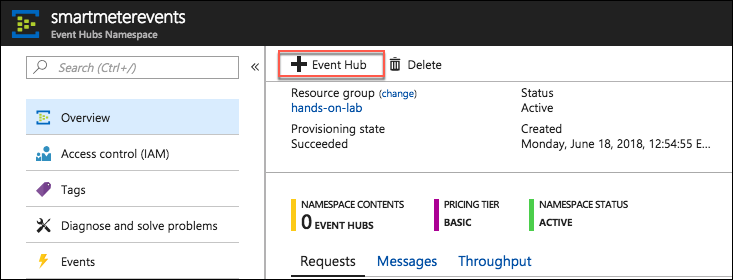 smartmeterevents
Event Hubs Namespace
Search (Ctrl+/)
Overview
Access control (IAM)
Tags
Diagnose and solve problems
Events
Event Hub
Delete
Resource group (change)
hands-on-lab
Status
Active
Provisioning state
Succeeded
Created
Monday, June 18, 2018, 12:54:55 E...
NAMESPACE CONTENTS
0 EVENT HUBS
PRICING TIER
BASIC
NAMESPACE STATUS
ACTIVE
Requests Messages Throughput